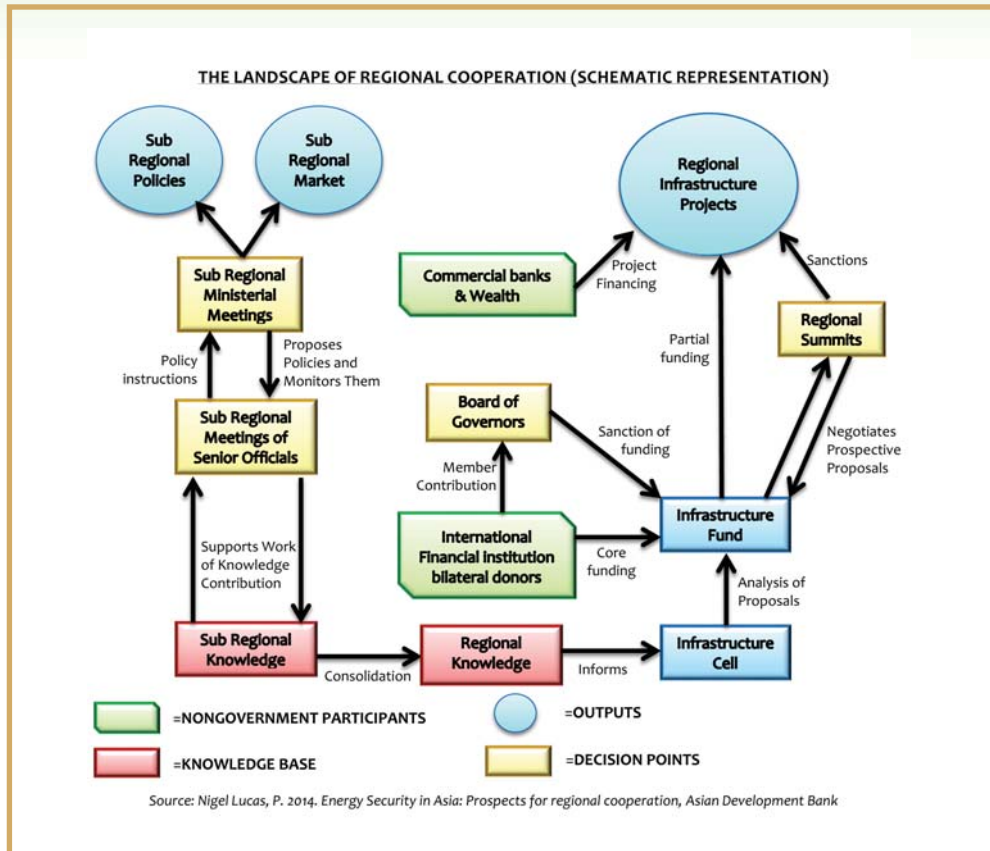 THE LANDSCAPE OF REGIONAL COOPERATION (SCHEMATIC REPRESENTATION)
Sub
Regional
Policies
Sub
Regional
Market
Regional
Infrastructure
Projects
Sub Regional
Ministerial
Meetings
Commercial banks
& Wealth
Project
Financing
Sanctions
Regional
Summits
Policy
instructions
Proposes
Policies and
Monitors Them
Partial
funding
Sub Regional
Meetings of
Senior Officials
Board of
Governors
Sanction of
funding
Negotiates
Prospective
Proposals
Member
Contribution
International
Financial institution
bilateral donors
Core
funding
Infrastructure
Fund
Supports Work
of Knowledge
Contribution
Analysis of
Proposals
Sub Regional
Knowledge
Consolidation
Regional
Knowledge
Informs
Infrastructure
Cell
=NONGOVERNMENT PARTICIPANTS
=OUTPUTS
=KNOWLEDGE BASE
=DECISION POINTS
Source: Nigel Lucas, P. 2014. Energy Security in Asia: Prospects for regional cooperation, Asian Development Bank